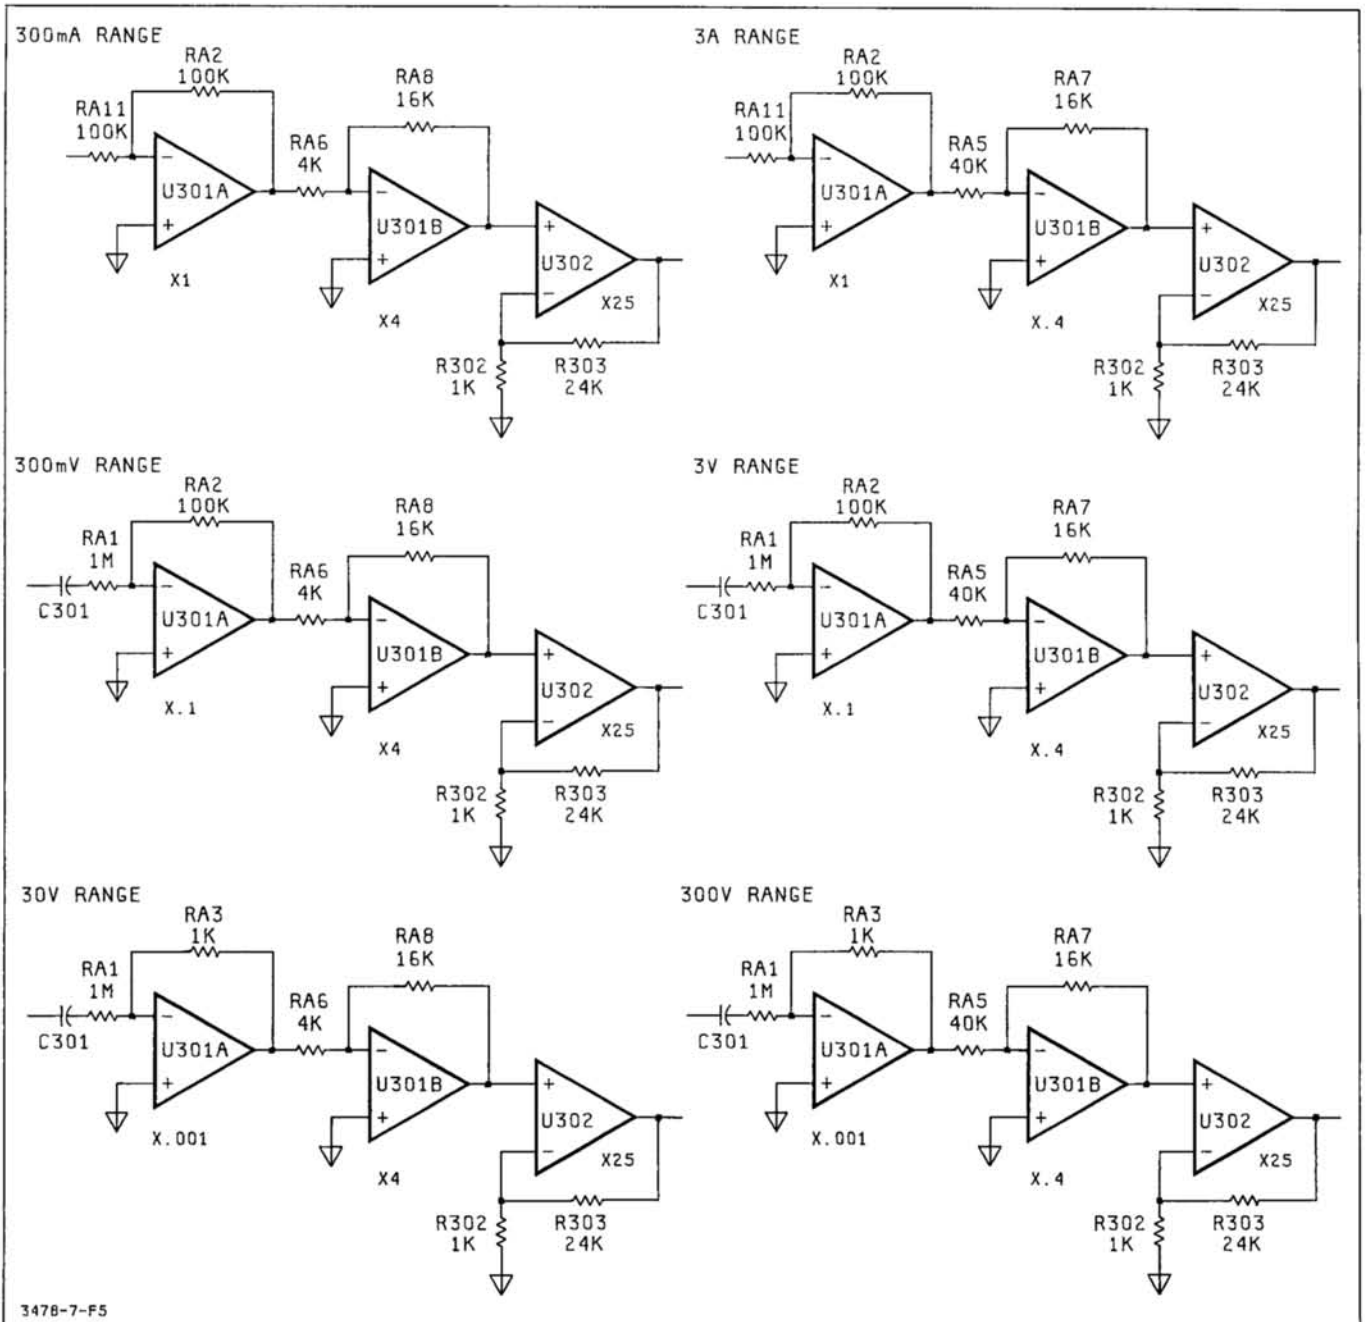 300mA RANGE
RA2
100K
RA11
100K
RA8
16K
RA6
4K
-
+
U301A
X1
-
+
U301B
X4
+
-
U302
X25
R302
1K
R303
24K
3A RANGE
RA2
100K
RA11
100K
RA7
16K
RA5
40K
-
+
U301A
X1
-
+
U301B
X.4
+
-
U302
X25
R302
1K
R303
24K
300mV RANGE
RA2
100K
RA1
1M
C301
RA8
16K
RA6
4K
-
+
U301A
X.1
-
+
U301B
X4
+
-
U302
X25
R302
1K
R303
24K
3V RANGE
RA2
100K
RA1
1M
C301
RA7
16K
RA5
40K
-
+
U301A
X.1
-
+
U301B
X.4
+
-
U302
X25
R302
1K
R303
24K
30V RANGE
RA3
1K
RA1
1M
C301
RA8
16K
RA6
4K
-
+
U301A
X.001
-
+
U301B
X4
+
-
U302
X25
R302
1K
R303
24K
300V RANGE
RA3
1K
RA1
1M
C301
RA7
16K
RA5
40K
-
+
U301A
X.001
-
+
U301B
X.4
+
-
U302
X25
R302
1K
R303
24K
3478-7-F5